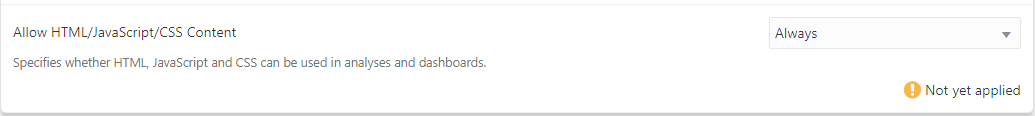 Allow HTML/JavaScript/CSS Content
Always
Specifies whether HTML, JavaScript and CSS can be used in analyses and dashboards.
Not yet applied